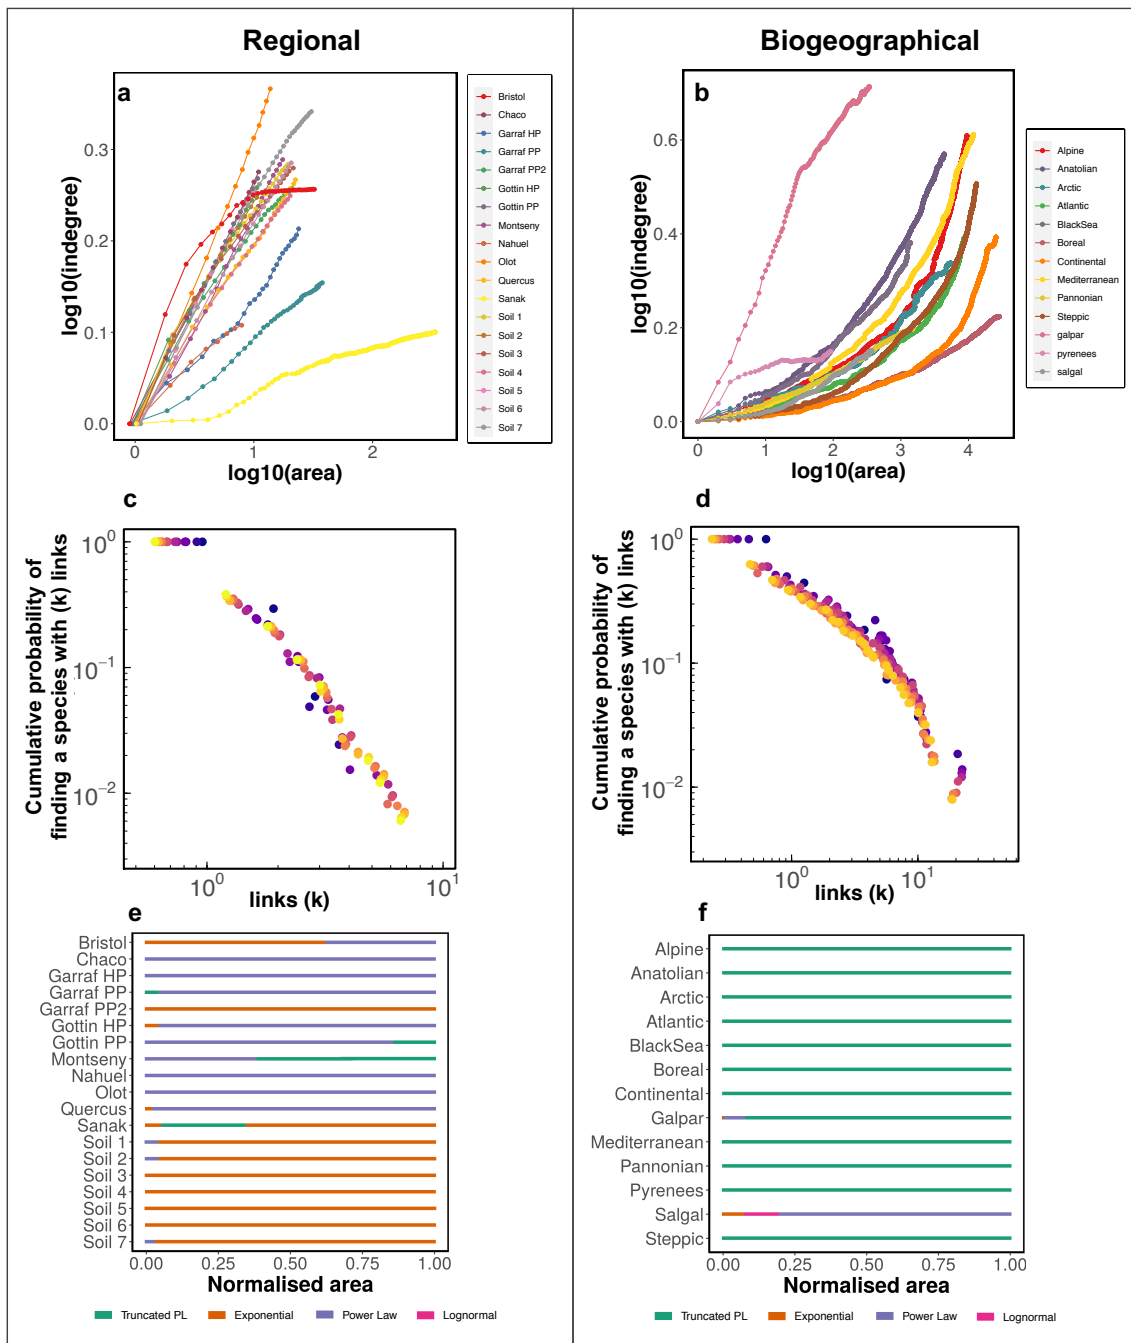 Regional
Biogeographical
a
0.3
0.2
0.1
0.0
0
1
2
log10(indegree)
log10(area)
Bristol
Chaco
Garraf HP
Garraf PP
Garraf PP2
Gottin HP
Gottin PP
Montseny
Nahuel
Olot
Quercus
Sanak
Soil 1
Soil 2
Soil 3
Soil 4
Soil 5
Soil 6
Soil 7
b
0.6
0.4
0.2
0.0
0
1
2
3
4
log10(indegree)
log10(area)
Alpine
Anatolian
Arctic
Atlantic
BlackSea
Boreal
Continental
Mediterranean
Pannonian
Steppic
galpar
pyrenees
salgal
c
Cumulative probability of
finding a species with (k) links
10⁰
10⁻¹
10⁻²
10⁰
10¹
links (k)
d
Cumulative probability of
finding a species with (k) links
10⁰
10⁻¹
10⁻²
10⁰
10¹
links (k)
e
Bristol
Chaco
Garraf HP
Garraf PP
Garraf PP2
Gottin HP
Gottin PP
Montseny
Nahuel
Olot
Quercus
Sanak
Soil 1
Soil 2
Soil 3
Soil 4
Soil 5
Soil 6
Soil 7
0.00
0.25
0.50
0.75
1.00
Normalised area
Truncated PL
Exponential
Power Law
Lognormal
f
Alpine
Anatolian
Arctic
Atlantic
BlackSea
Boreal
Continental
Galpar
Mediterranean
Pannonian
Pyrenees
Salgal
Steppic
0.00
0.25
0.50
0.75
1.00
Normalised area
Truncated PL
Exponential
Power Law
Lognormal